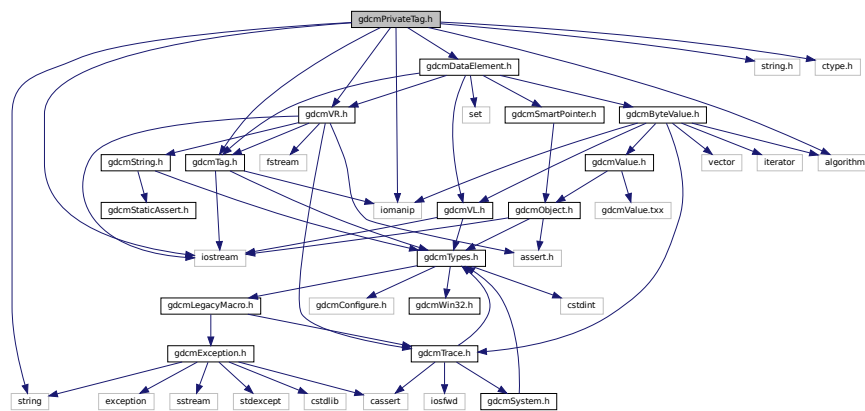 gdcmPrivateTag.h
gdcmDataElement.h
string.h
ctype.h
gdcmVR.h
set
gdcmSmartPointer.h
gdcmByteValue.h
gdcmString.h
gdcmTag.h
fstream
gdcmValue.h
vector
iterator
algorithm
gdcmStaticAssert.h
iomanip
gdcmVL.h
gdcmObject.h
gdcmValue.txx
iostream
gdcmTypes.h
assert.h
gdcmLegacyMacro.h
gdcmConfigure.h
gdcmWin32.h
cstdint
gdcmException.h
gdcmTrace.h
string
exception
sstream
stdexcept
cstdlib
cassert
iosfwd
gdcmSystem.h